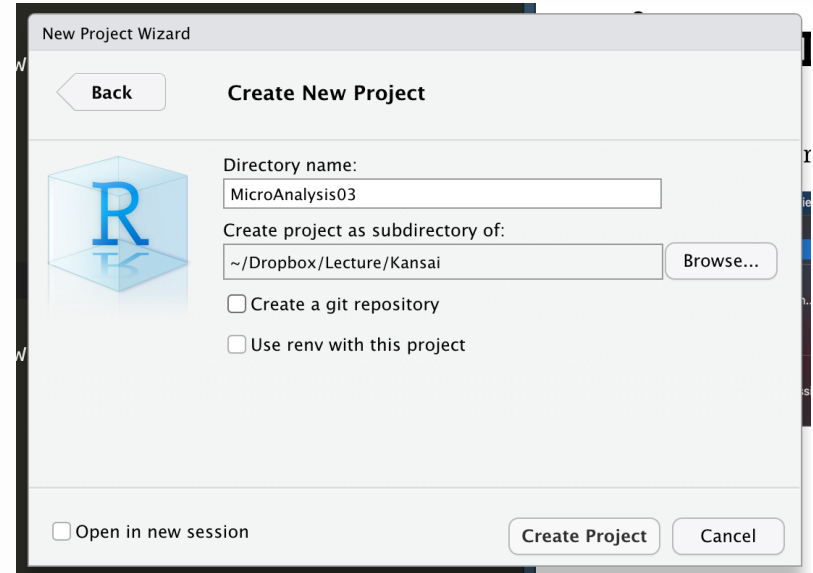 New Project Wizard
Back
Create New Project
R
Directory name:
MicroAnalysis03
Create project as subdirectory of:
~/Dropbox/Lecture/Kansai
Browse...
Create a git repository
Use renv with this project
Open in new session
Create Project
Cancel